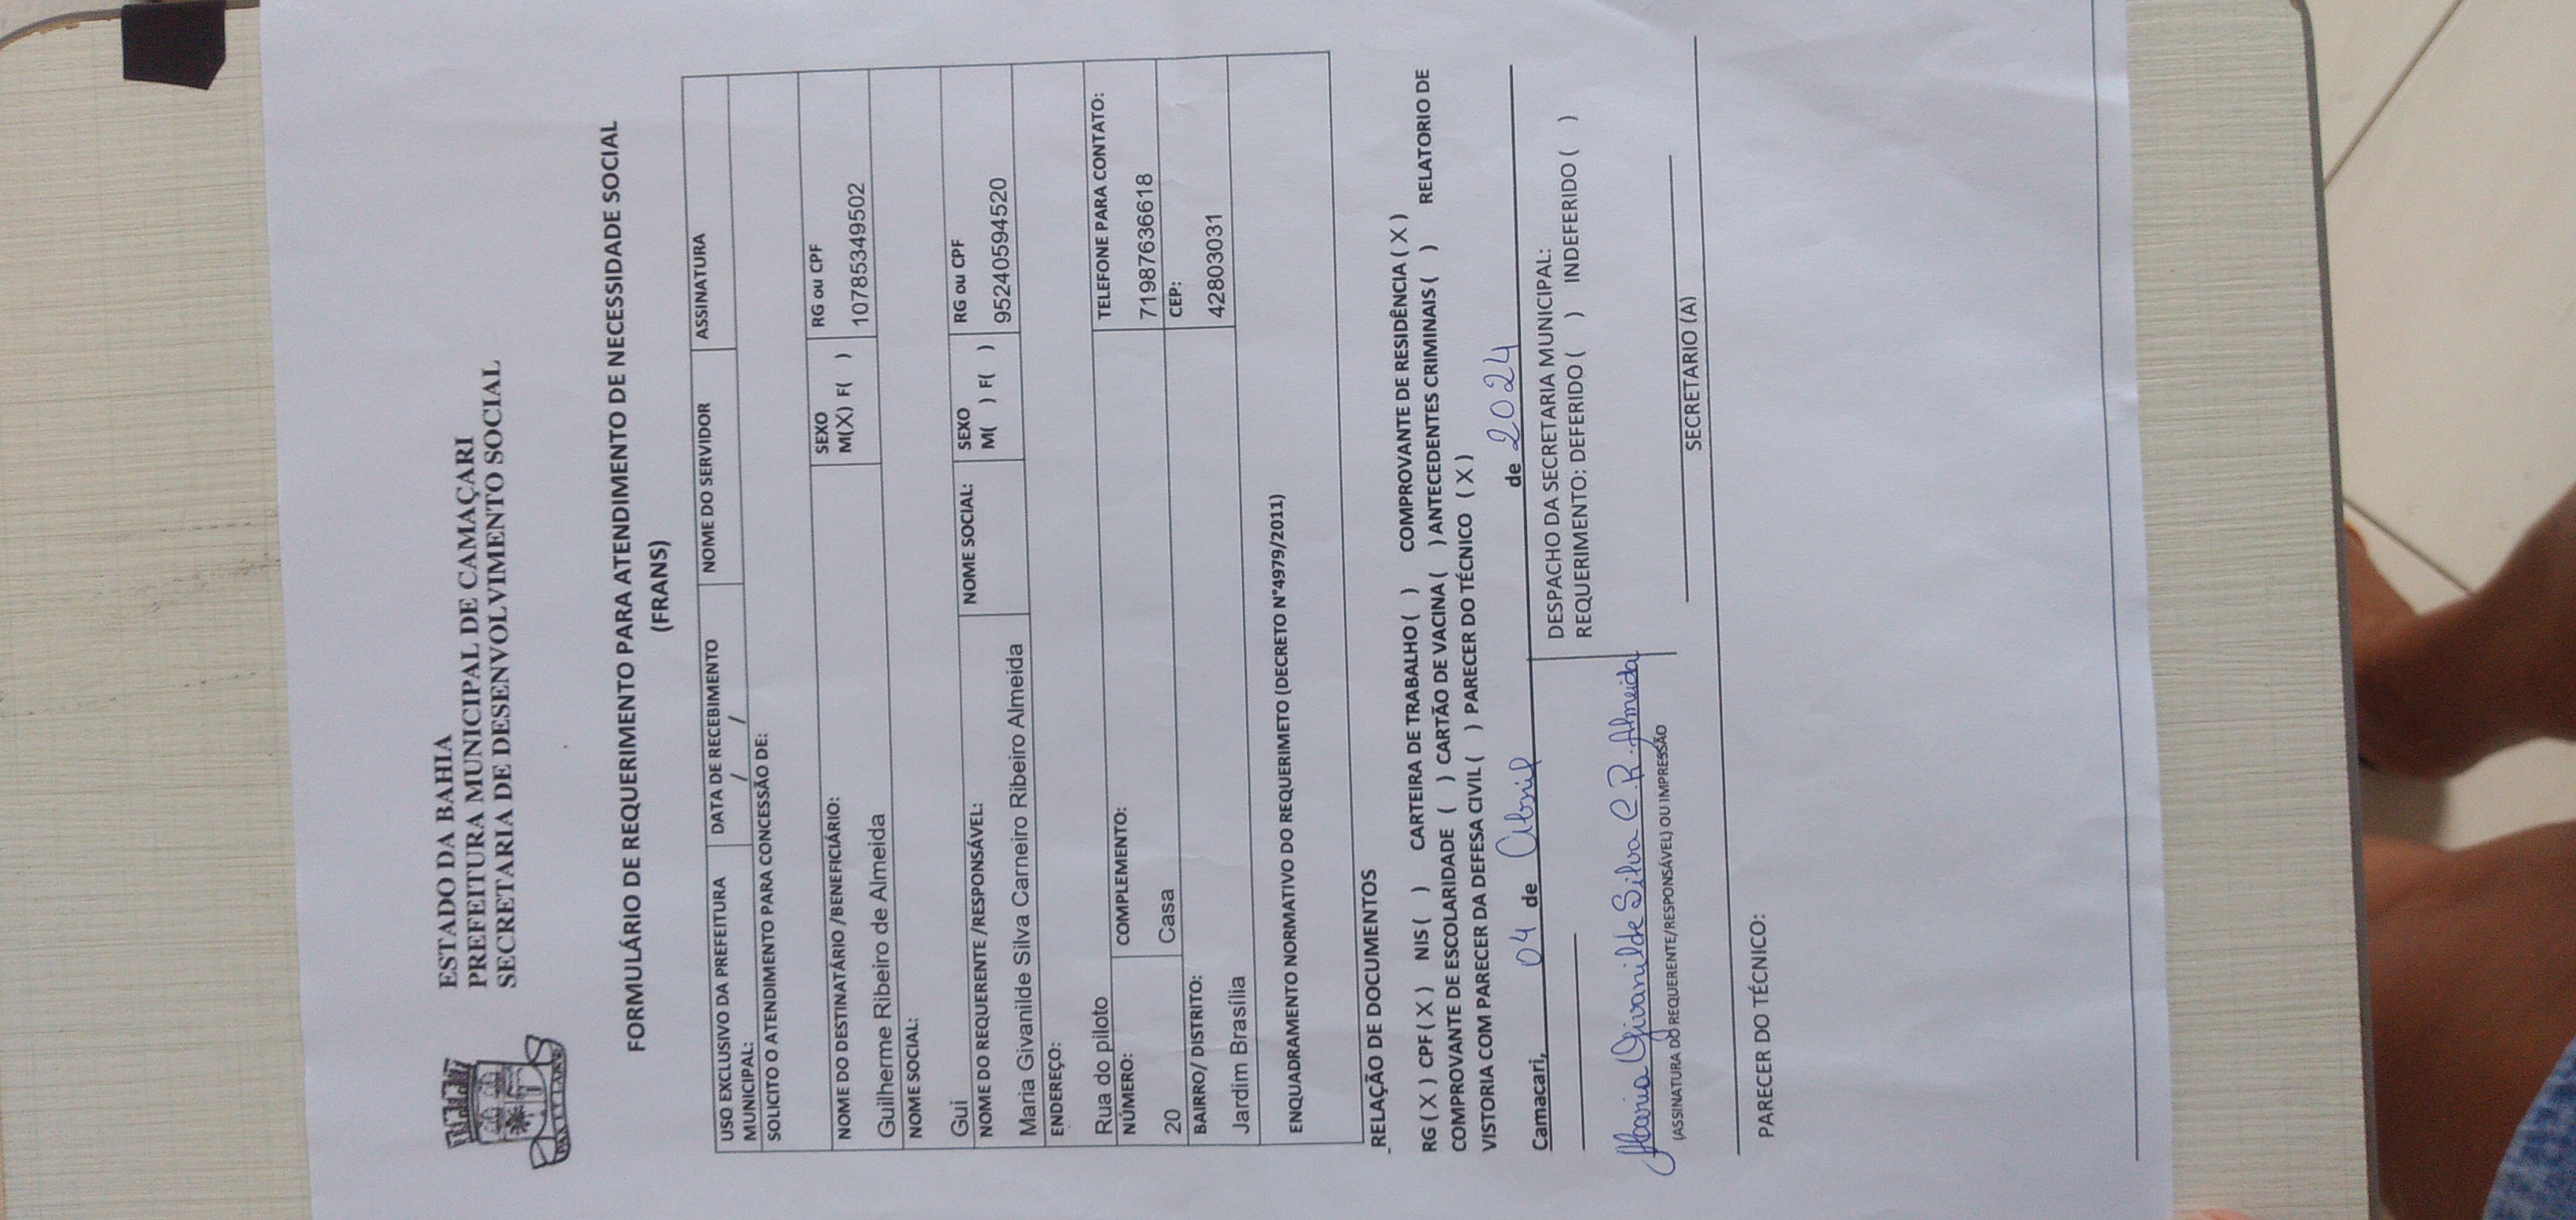 ESTADO DA BAHIA
PREFEITURA MUNICIPAL DE CAMAÇARI
SECRETARIA DE DESENVOLVIMENTO SOCIAL
FORMULÁRIO DE REQUERIMENTO PARA ATENDIMENTO DE NECESSIDADE SOCIAL
(FRANS)
USO EXCLUSIVO DA PREFEITURA MUNICIPAL:
DATA DE RECEBIMENTO
/ /
NOME DO SERVIDOR
ASSINATURA
SOLICITO O ATENDIMENTO PARA CONCESSÃO DE:
NOME DO DESTINATÁRIO /BENEFICIÁRIO:
Guilherme Ribeiro de Almeida
SEXO
M(X) F( )
RG ou CPF
10785349502
NOME SOCIAL:
Gui
NOME DO REQUERENTE /RESPONSÁVEL:
Maria Givanilde Silva Carneiro Ribeiro Almeida
NOME SOCIAL:
SEXO
M( ) F( )
RG ou CPF
95240594520
ENDEREÇO:
Rua do piloto
NÚMERO:
20
COMPLEMENTO:
Casa
TELEFONE PARA CONTATO:
71987636618
BAIRRO/ DISTRITO:
Jardim Brasília
CEP:
42803031
ENQUADRAMENTO NORMATIVO DO REQUERIMETO (DECRETO N°4979/2011)
RELAÇÃO DE DOCUMENTOS
RG ( X ) CPF ( X ) NIS ( ) CARTEIRA DE TRABALHO ( ) COMPROVANTE DE RESIDÊNCIA ( X )
COMPROVANTE DE ESCOLARIDADE ( ) CARTÃO DE VACINA ( ) ANTECEDENTES CRIMINAIS ( ) RELATORIO DE
VISTORIA COM PARECER DA DEFESA CIVIL ( ) PARECER DO TÉCNICO ( X )
Camacari, 04 de Abril de 2024
DESPACHO DA SECRETARIA MUNICIPAL:
REQUERIMENTO: DEFERIDO ( ) INDEFERIDO ( )
Maria Givanilde Silva C. R. Almeida
(ASSINATURA DO REQUERENTE/RESPONSÁVEL) OU IMPRESSÃO
SECRETARIO (A)
PARECER DO TÉCNICO: